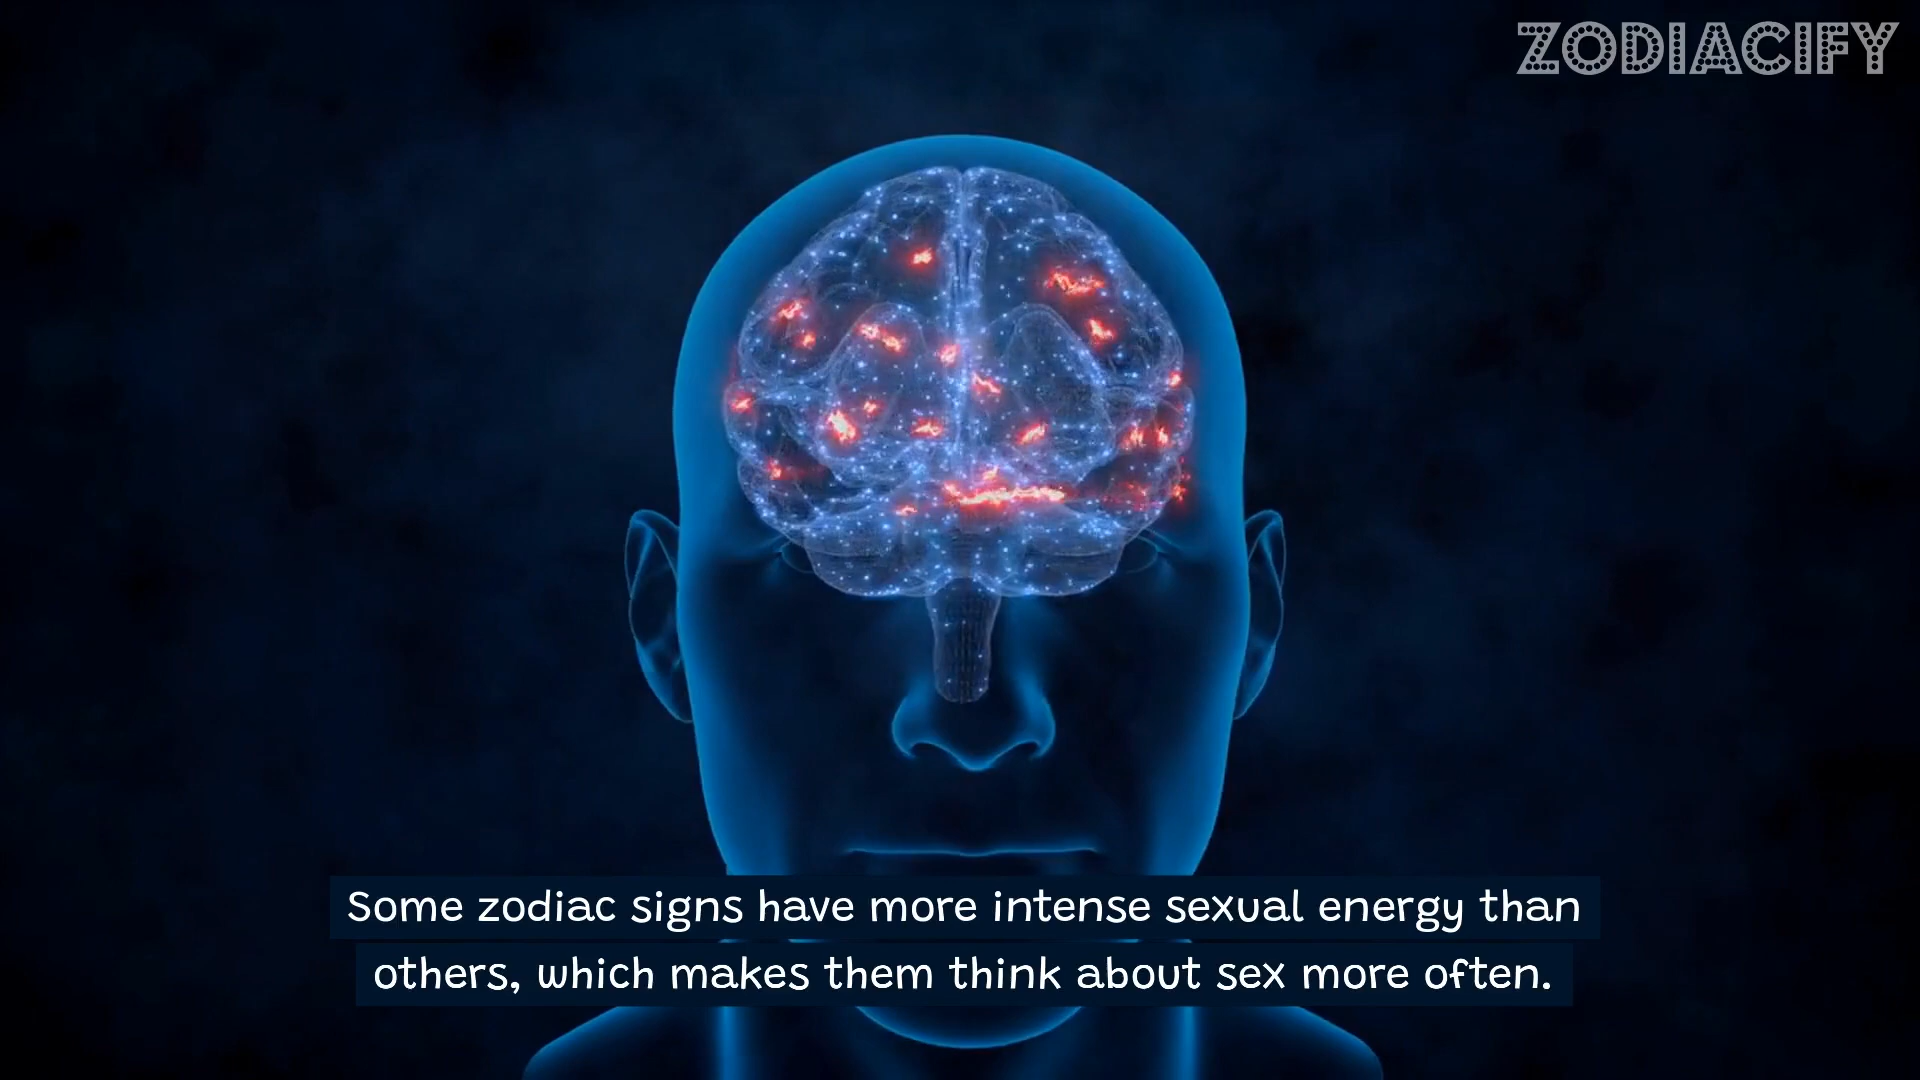 ZODIACIFY
Some zodiac signs have more intense sexual energy than
others, which makes them think about sex more often.